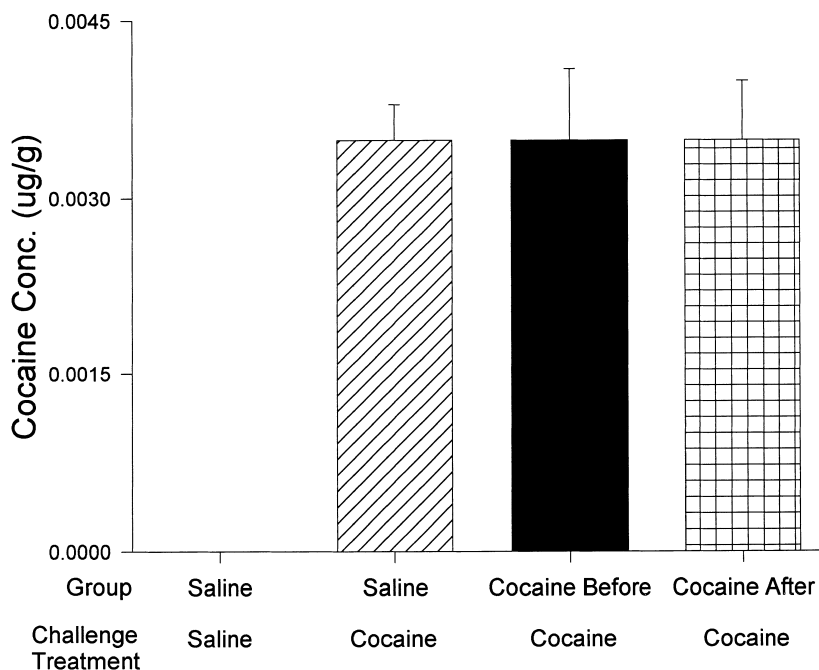 0.0045
0.0030
0.0015
0.0000
Cocaine Conc. (ug/g)
Group Saline Saline Cocaine Before Cocaine After
Challenge Treatment Saline Cocaine Cocaine Cocaine